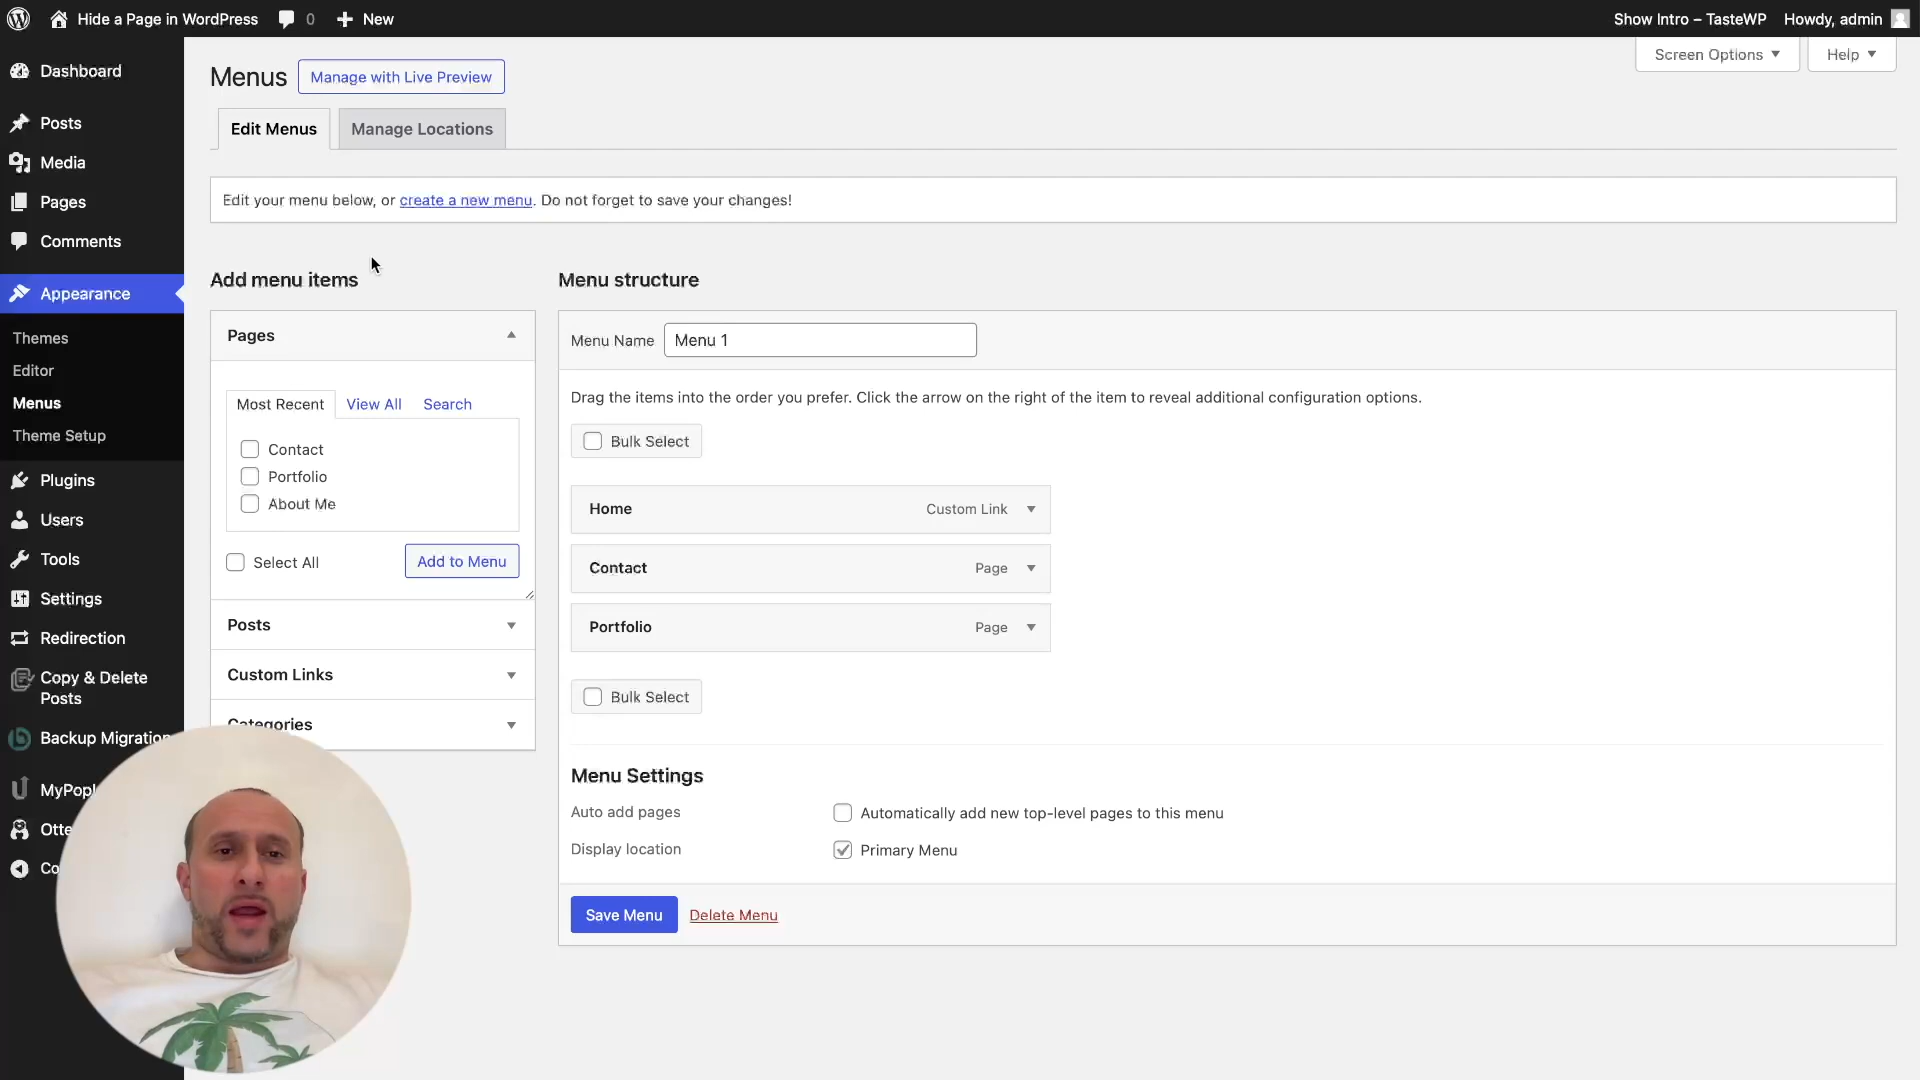 Hide a Page in WordPress 0 New Show Intro – TasteWP Howdy, admin
Screen Options Help
Dashboard
Posts
Media
Pages
Comments
Appearance
Themes
Editor
Menus
Theme Setup
Plugins
Users
Tools
Settings
Redirection
Copy & Delete
Posts
Backup Migration
Menus Manage with Live Preview
Edit Menus Manage Locations
Edit your menu below, or create a new menu. Do not forget to save your changes!
Add menu items
Pages
Most Recent View All Search
Contact
Portfolio
About Me
Select All Add to Menu
Posts
Custom Links
Categories
Menu structure
Menu Name Menu 1
Drag the items into the order you prefer. Click the arrow on the right of the item to reveal additional configuration options.
Bulk Select
Home Custom Link
Contact Page
Portfolio Page
Bulk Select
Menu Settings
Auto add pages Automatically add new top-level pages to this menu
Display location Primary Menu
Save Menu Delete Menu